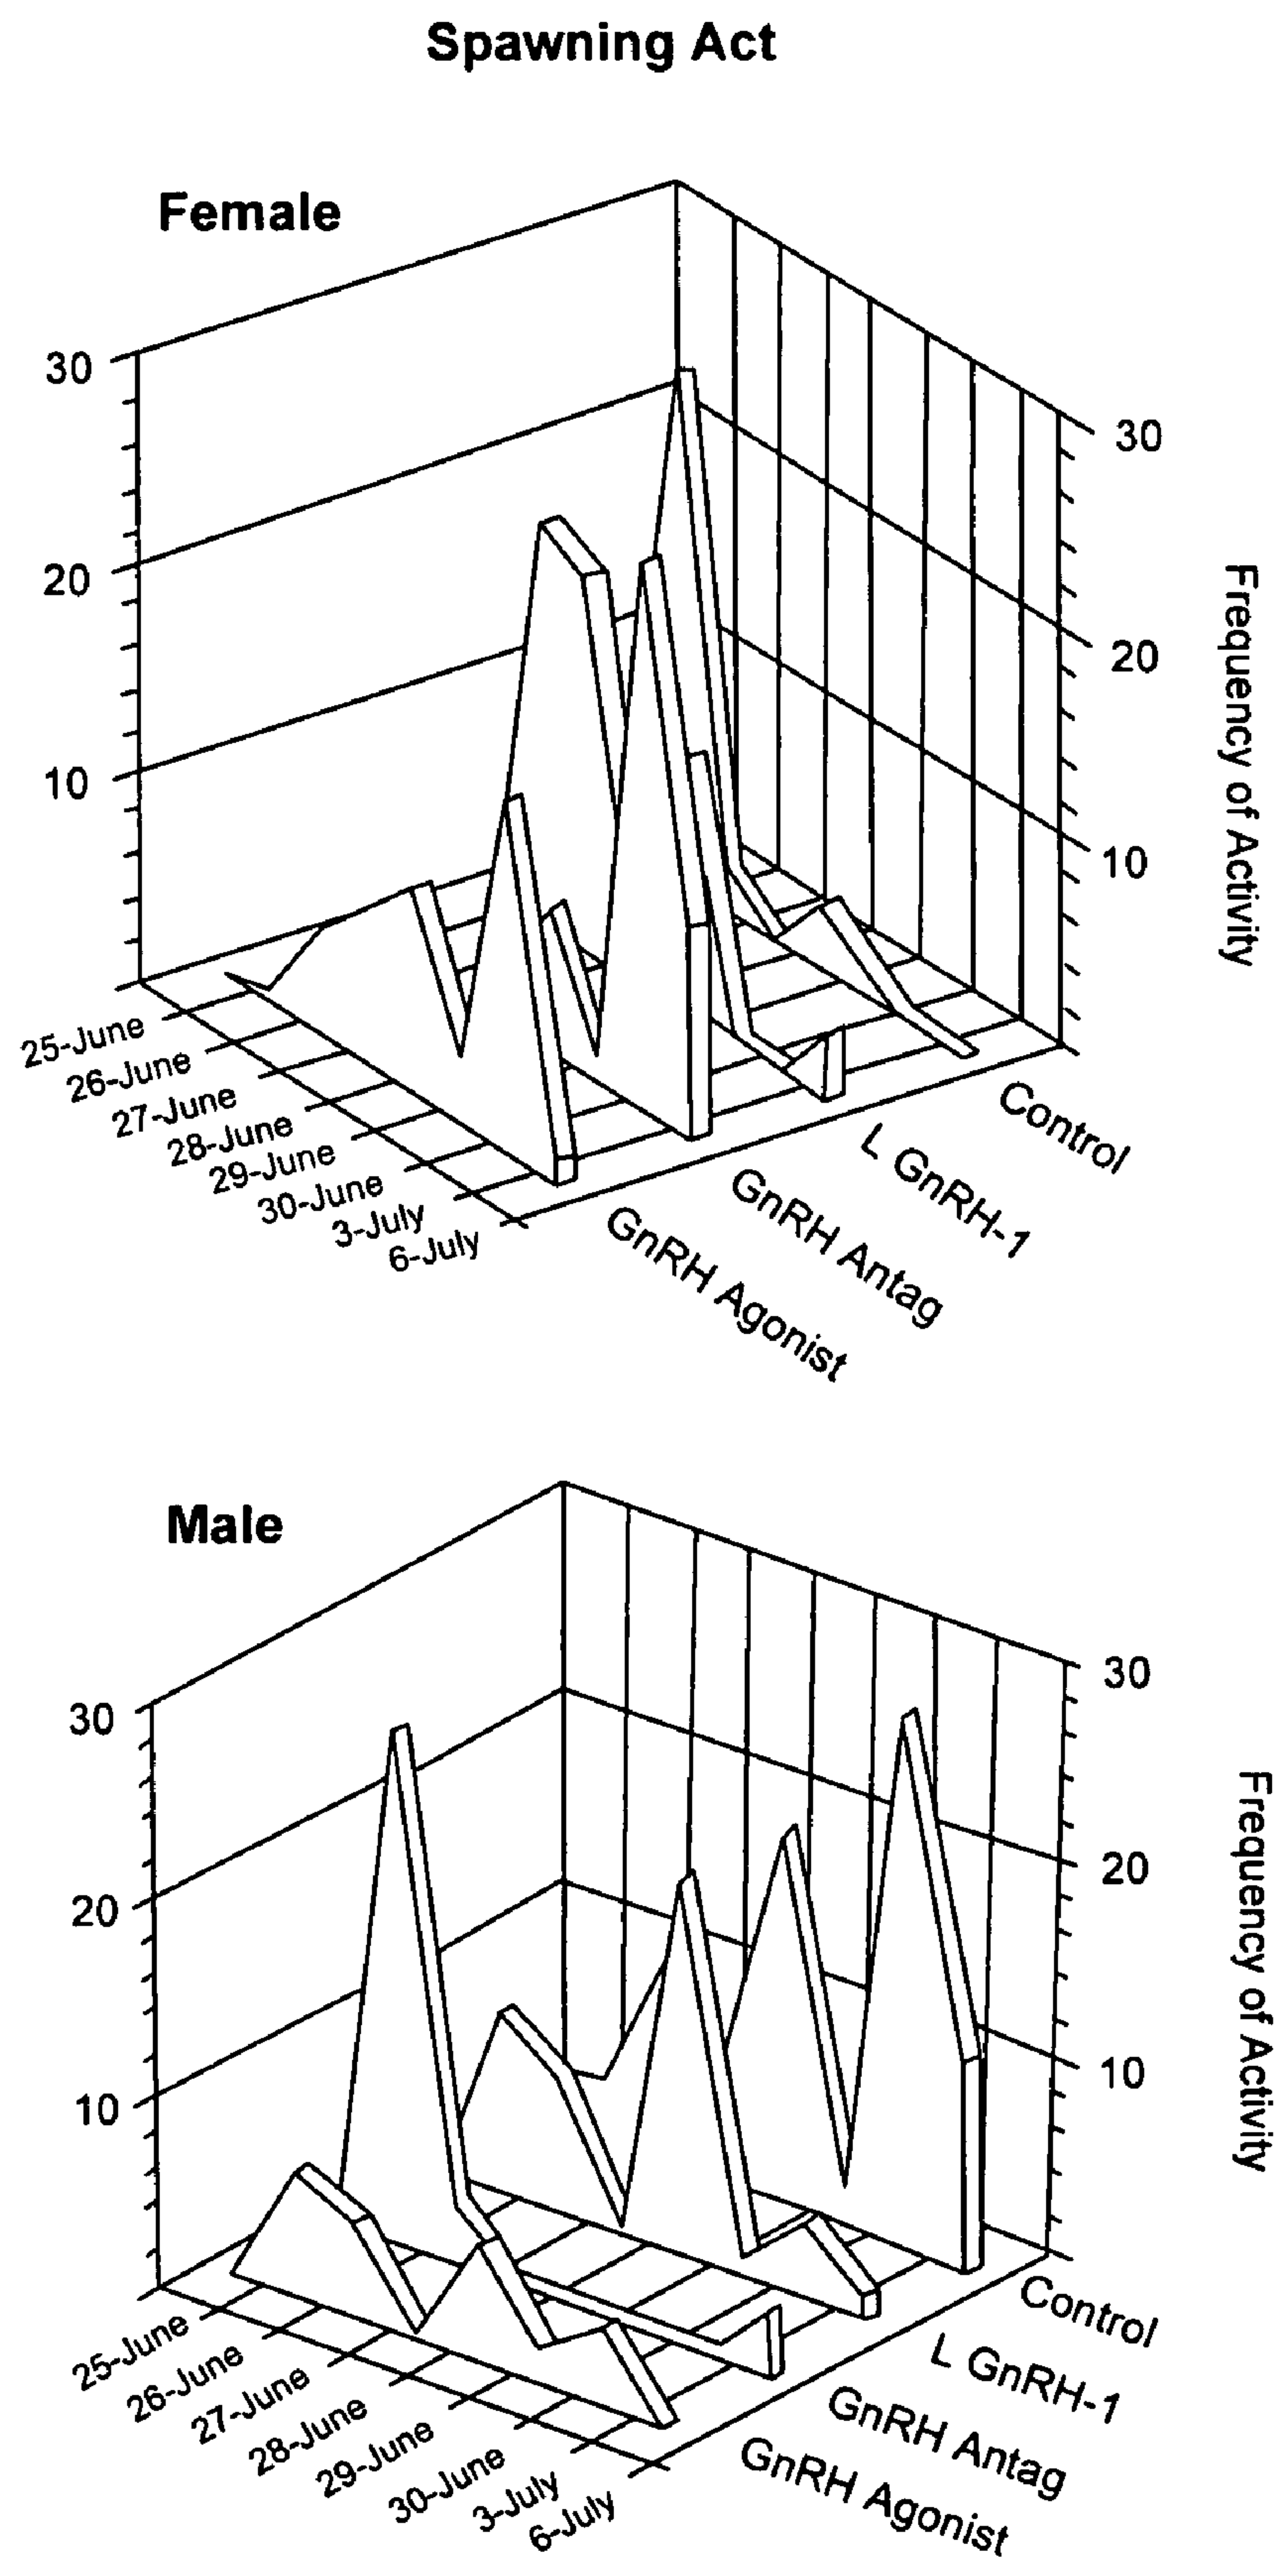 Spawning Act
Female
30
20
10
30
20
10
Frequency of Activity
25-June
26-June
27-June
28-June
29-June
30-June
3-July
6-July
Control
L GnRH-1
GnRH Antag
GnRH Agonist
Male
30
20
10
30
20
10
Frequency of Activity
25-June
26-June
27-June
28-June
29-June
30-June
3-July
6-July
Control
L GnRH-1
GnRH Antag
GnRH Agonist